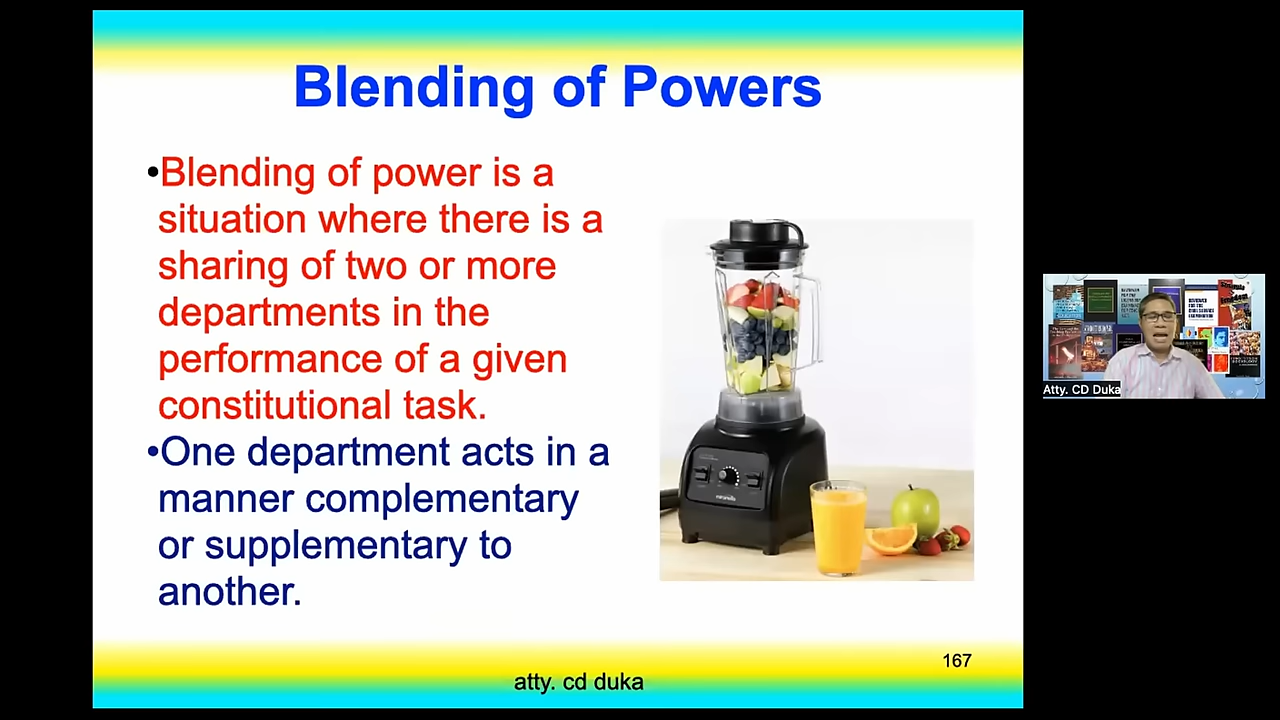 Blending of Powers
•Blending of power is a
situation where there is a
sharing of two or more
departments in the
performance of a given
constitutional task.
•One department acts in a
manner complementary
or supplementary to
another.
167
atty. cd duka
Atty. CD Duka